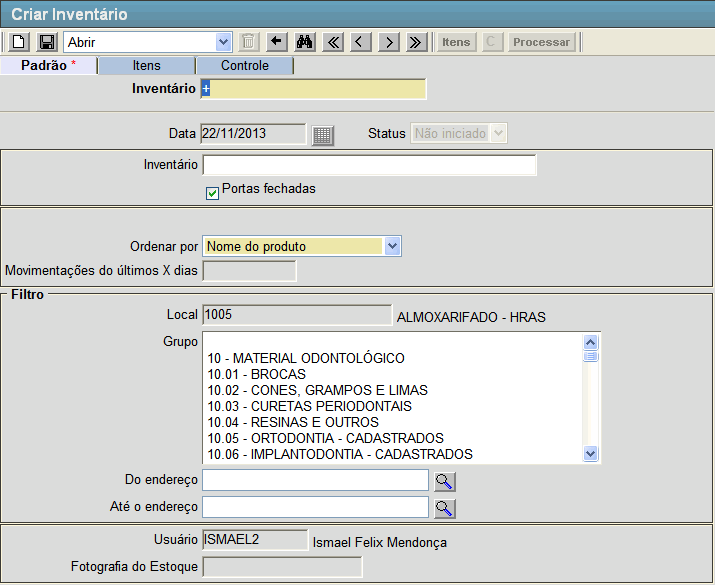 Criar Inventário
Abrir Itens C Processar
Padrão * Itens Controle
Inventário +
Data 22/11/2013 Status Não iniciado
Inventário
Portas fechadas
Ordenar por Nome do produto
Movimentações do últimos X dias
Filtro
Local 1005 ALMOXARIFADO - HRAS
Grupo
10 - MATERIAL ODONTOLÓGICO
10.01 - BROCAS
10.02 - CONES, GRAMPOS E LIMAS
10.03 - CURETAS PERIODONTAIS
10.04 - RESINAS E OUTROS
10.05 - ORTODONTIA - CADASTRADOS
10.06 - IMPLANTODONTIA - CADASTRADOS
Do endereço
Até o endereço
Usuário ISMAEL2 Ismael Felix Mendonça
Fotografia do Estoque